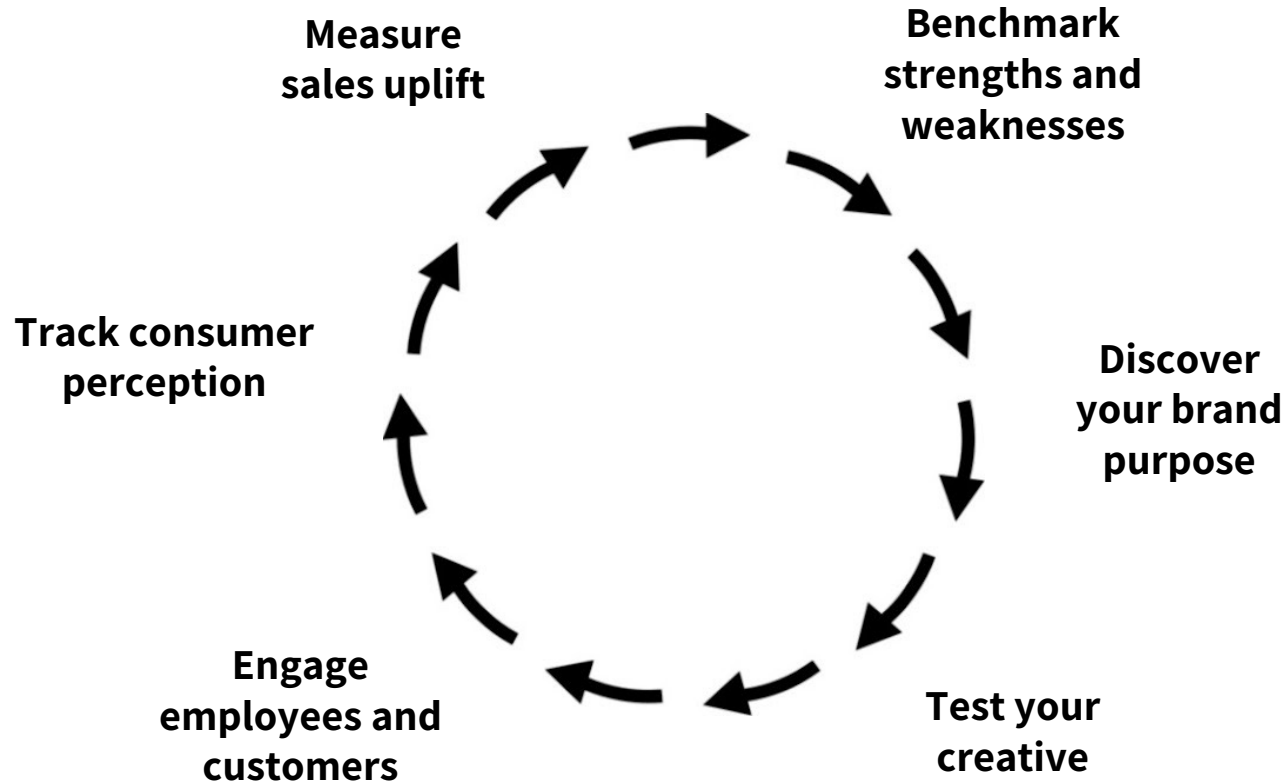 Measure
sales uplift
Benchmark
strengths and
weaknesses
Discover
your brand
purpose
Test your
creative
Engage
employees and
customers
Track consumer
perception